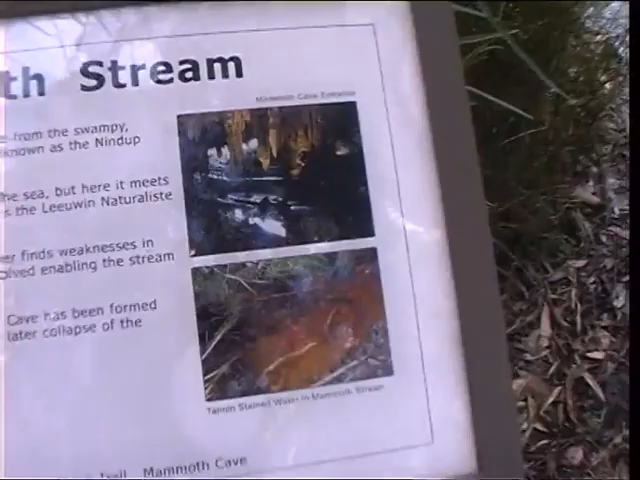 th Stream
Mammoth Cave Entrance
from the swampy,
known as the Nindup
he sea, but here it meets
s the Leeuwin Naturaliste
er finds weaknesses in
olved enabling the stream
Cave has been formed
later collapse of the
Tannin Stained Water in Mammoth Stream
Trail Mammoth Cave